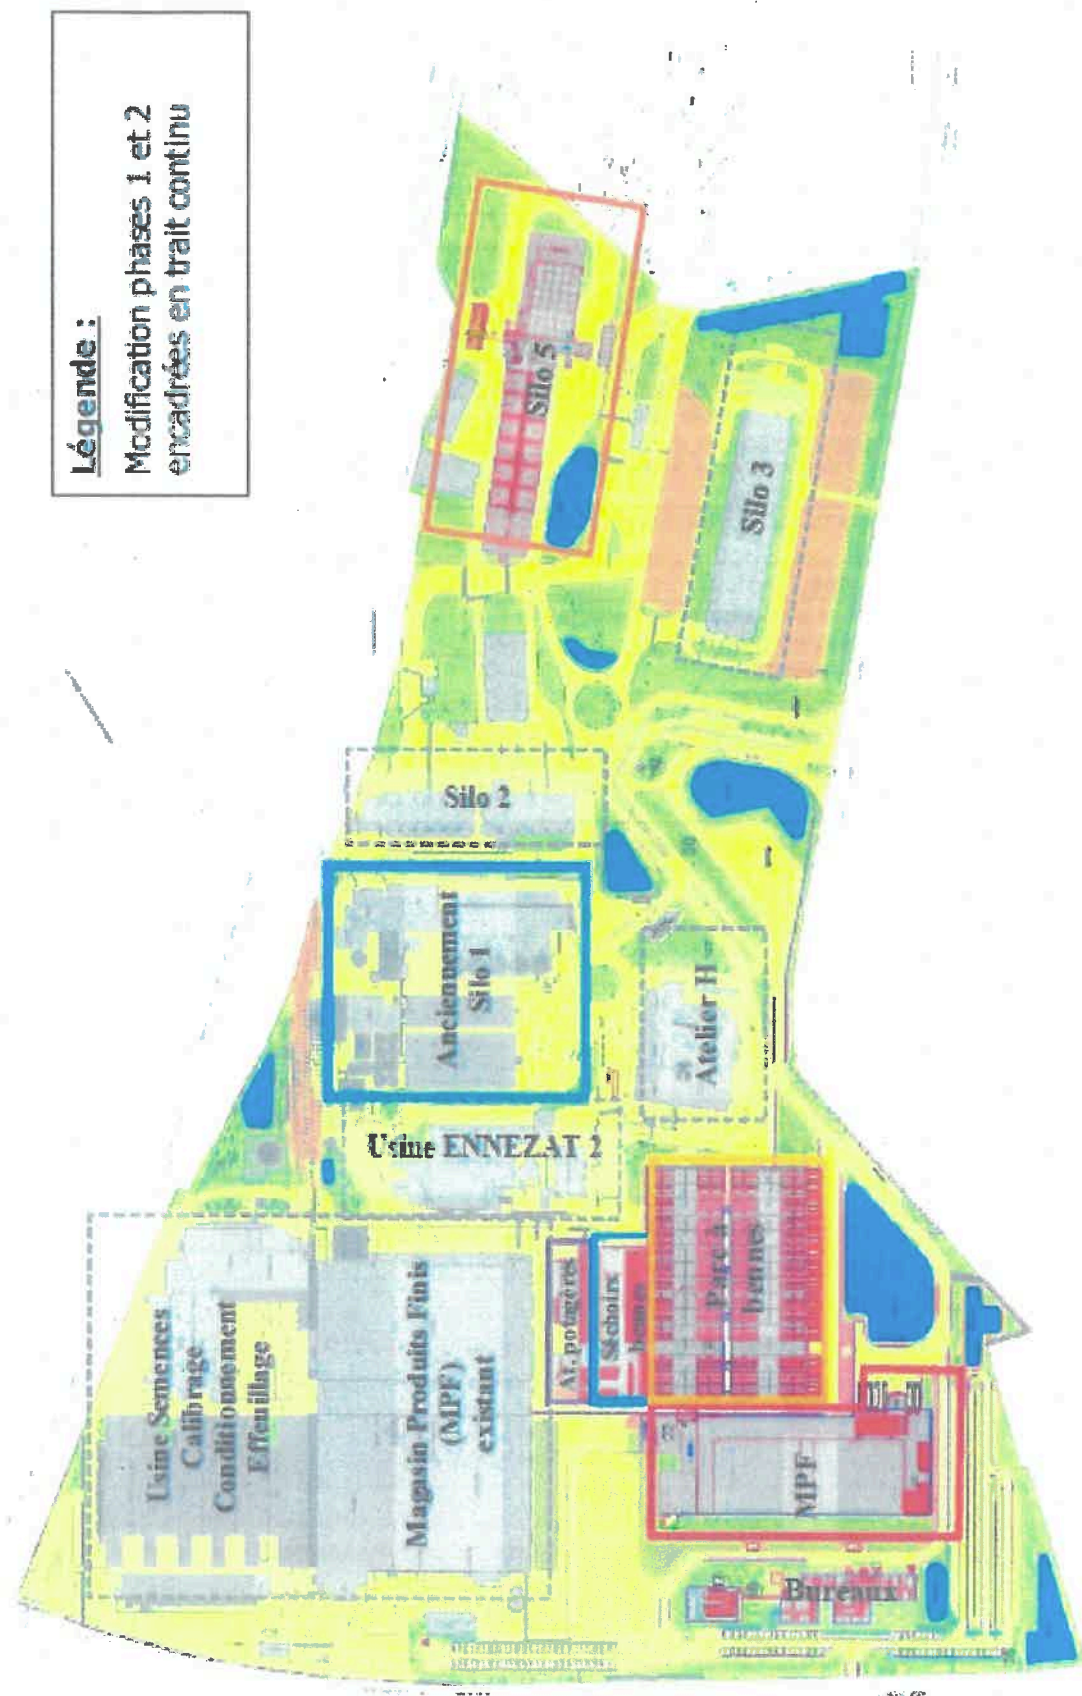 Légende :
Modification phases 1 et 2
encadrées en trait continu
Silo 5
Silo 3
Silo 2
Anciennement
Silo 1
Atelier H
Usine ENNEZAT 2
Usine Semences
Calibrage
Conditionnement
Effeuillage
Magasin Produits Finis
(MPF)
existant
At. potagères
Séchoirs
bennes
Parc à
bennes
MPF
Bureaux